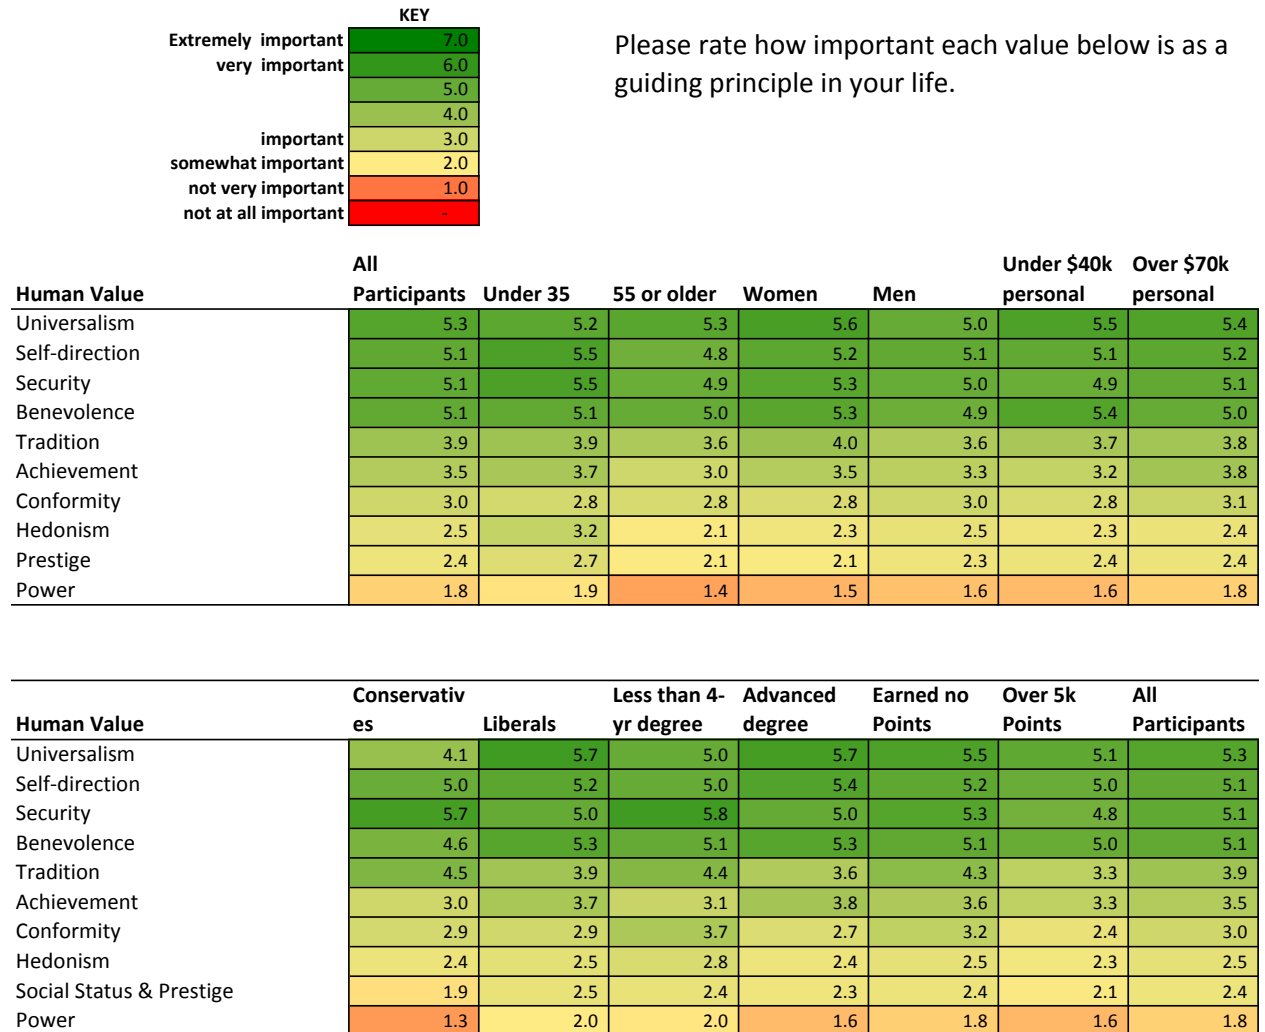 KEY
Extremely important 7.0
very important 6.0
5.0
4.0
important 3.0
somewhat important 2.0
not very important 1.0
not at all important -
Please rate how important each value below is as a
guiding principle in your life.
Human Value All Participants Under 35 55 or older Women Men Under $40k personal Over $70k personal
Universalism 5.3 5.2 5.3 5.6 5.0 5.5 5.4
Self-direction 5.1 5.5 4.8 5.2 5.1 5.1 5.2
Security 5.1 5.5 4.9 5.3 5.0 4.9 5.1
Benevolence 5.1 5.1 5.0 5.3 4.9 5.4 5.0
Tradition 3.9 3.9 3.6 4.0 3.6 3.7 3.8
Achievement 3.5 3.7 3.0 3.5 3.3 3.2 3.8
Conformity 3.0 2.8 2.8 2.8 3.0 2.8 3.1
Hedonism 2.5 3.2 2.1 2.3 2.5 2.3 2.4
Prestige 2.4 2.7 2.1 2.1 2.3 2.4 2.4
Power 1.8 1.9 1.4 1.5 1.6 1.6 1.8
Human Value Conservativ es Liberals Less than 4- yr degree Advanced degree Earned no Points Over 5k Points All Participants
Universalism 4.1 5.7 5.0 5.7 5.5 5.1 5.3
Self-direction 5.0 5.2 5.0 5.4 5.2 5.0 5.1
Security 5.7 5.0 5.8 5.0 5.3 4.8 5.1
Benevolence 4.6 5.3 5.1 5.3 5.1 5.0 5.1
Tradition 4.5 3.9 4.4 3.6 4.3 3.3 3.9
Achievement 3.0 3.7 3.1 3.8 3.6 3.3 3.5
Conformity 2.9 2.9 3.7 2.7 3.2 2.4 3.0
Hedonism 2.4 2.5 2.8 2.4 2.5 2.3 2.5
Social Status & Prestige 1.9 2.5 2.4 2.3 2.4 2.1 2.4
Power 1.3 2.0 2.0 1.6 1.8 1.6 1.8